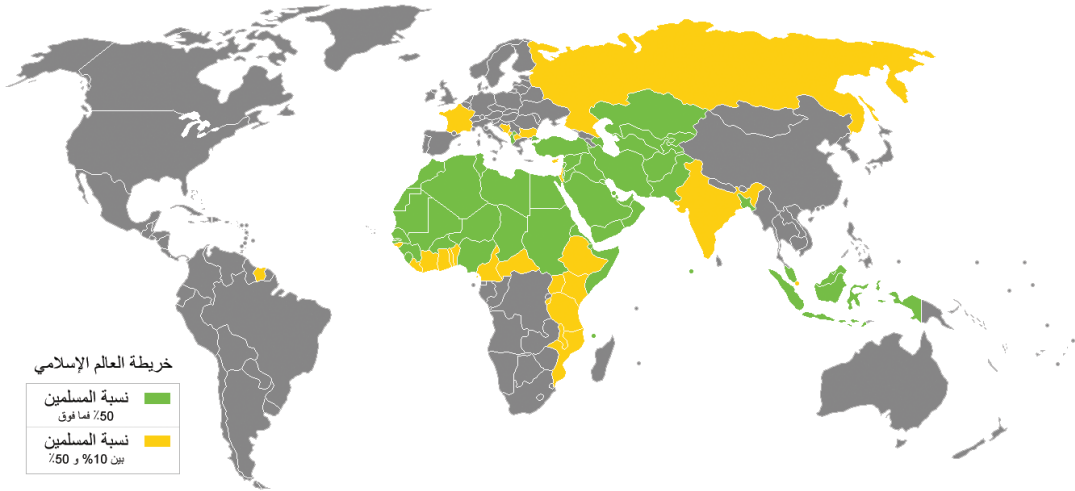 خريطة العالم الإسلامي
نسبة المسلمين
50٪ فما فوق
نسبة المسلمين
بين 10% و 50٪